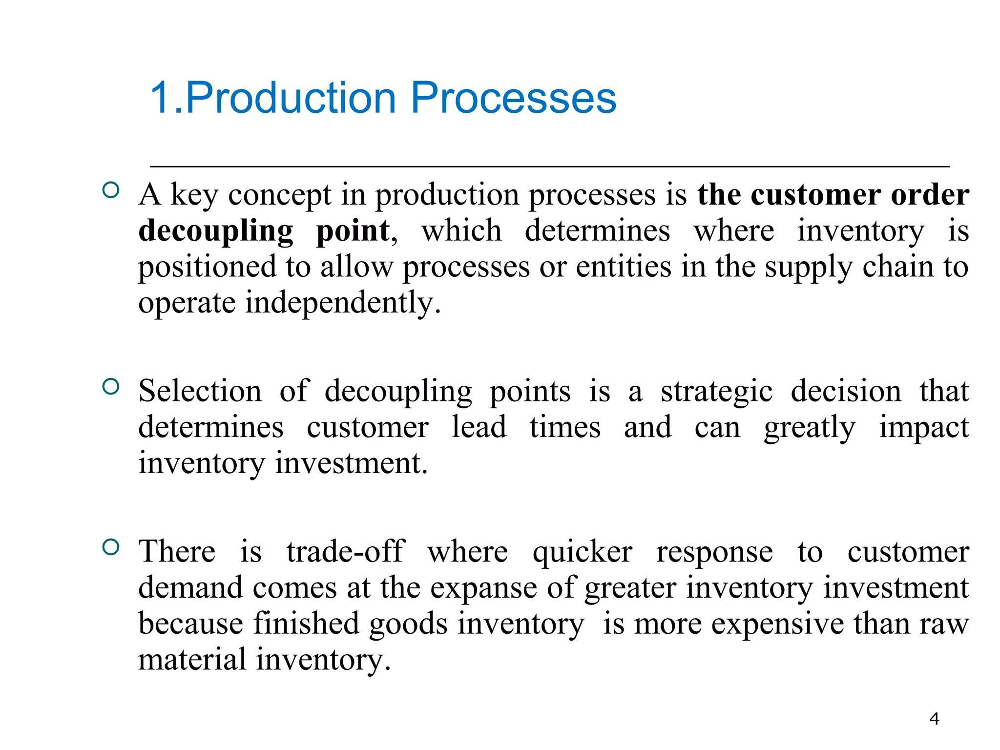 1.Production Processes
A key concept in production processes is the customer order
decoupling point, which determines where inventory is
positioned to allow processes or entities in the supply chain to
operate independently.
Selection of decoupling points is a strategic decision that
determines customer lead times and can greatly impact
inventory investment.
There is trade-off where quicker response to customer
demand comes at the expanse of greater inventory investment
because finished goods inventory  is more expensive than raw
material inventory.
4